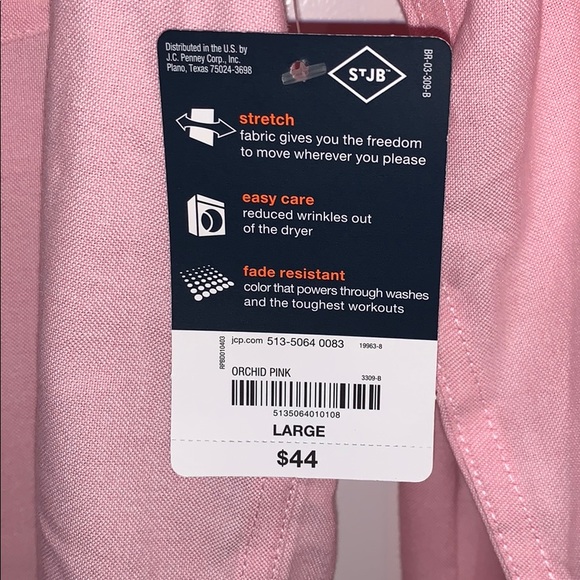 Distributed in the U.S. by
J.C. Penney Corp., Inc.
Plano, Texas 75024-3698
STJB™
BR-03-309-B
stretch
fabric gives you the freedom
to move wherever you please
easy care
reduced wrinkles out
of the dryer
fade resistant
color that powers through washes
and the toughest workouts
RPBD010403
jcp.com 513-5064 0083 19963-8
ORCHID PINK 3309-B
5135064010108
LARGE
$44